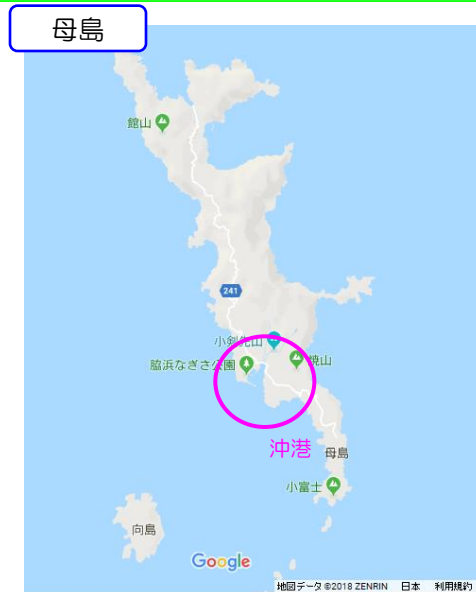 母島
館山
241
小剣先山
焼山
脇浜なぎさ公園
沖港
母島
小富士
向島
Google
地図データ ©2018 ZENRIN 日本 利用規約